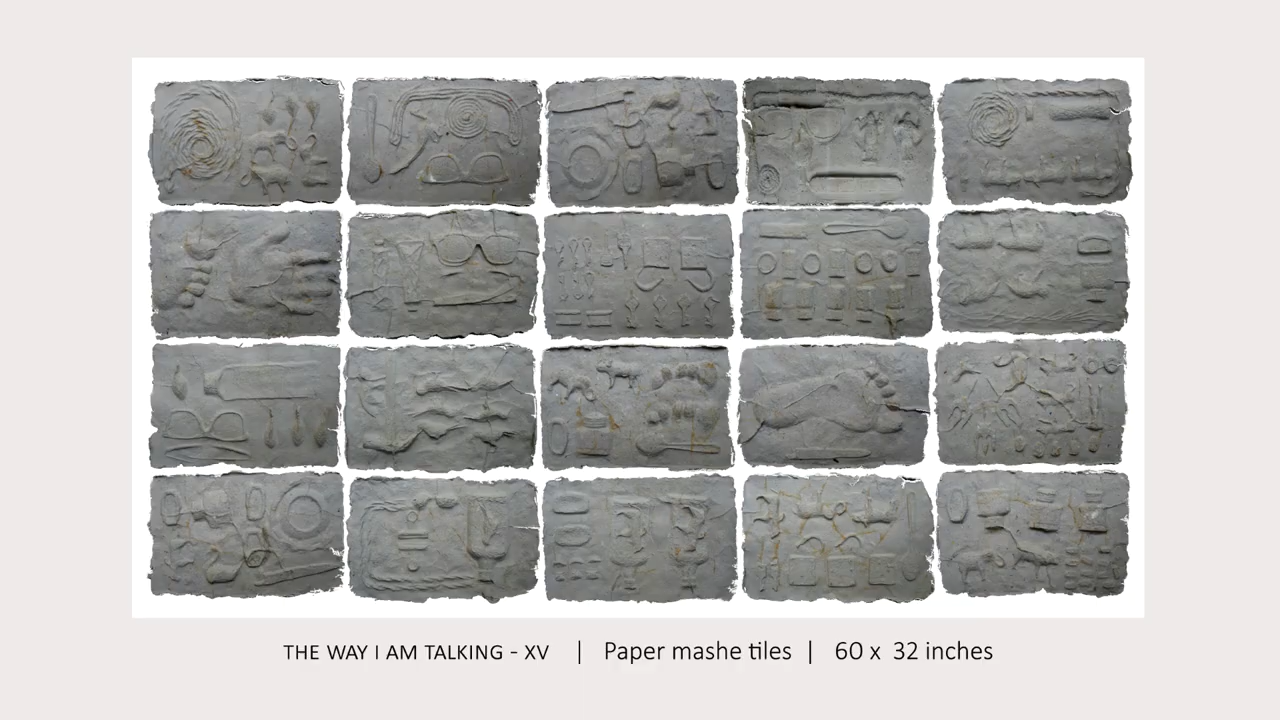 THE WAY I AM TALKING - XV | Paper mashe tiles | 60 x 32 inches